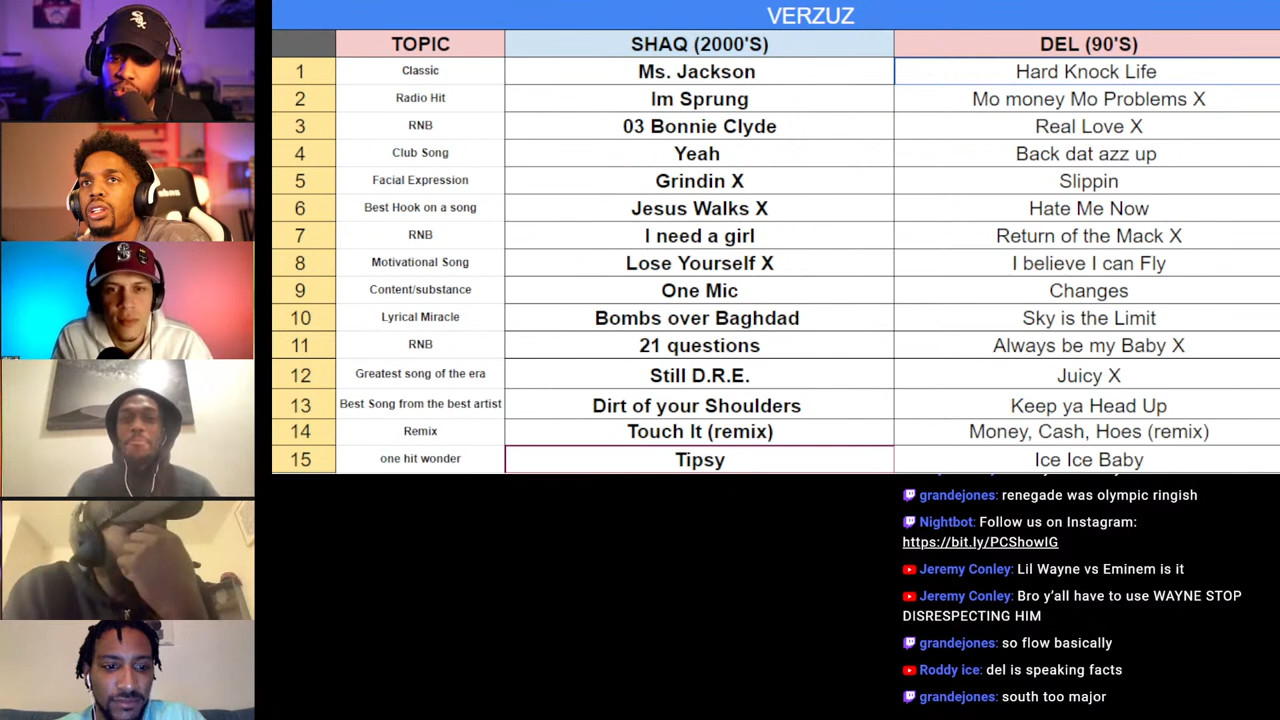 VERZUZ
TOPIC SHAQ (2000'S) DEL (90'S)
1 Classic Ms. Jackson Hard Knock Life
2 Radio Hit Im Sprung Mo money Mo Problems X
3 RNB 03 Bonnie Clyde Real Love X
4 Club Song Yeah Back dat azz up
5 Facial Expression Grindin X Slippin
6 Best Hook on a song Jesus Walks X Hate Me Now
7 RNB I need a girl Return of the Mack X
8 Motivational Song Lose Yourself X I believe I can Fly
9 Content/substance One Mic Changes
10 Lyrical Miracle Bombs over Baghdad Sky is the Limit
11 RNB 21 questions Always be my Baby X
12 Greatest song of the era Still D.R.E. Juicy X
13 Best Song from the best artist Dirt of your Shoulders Keep ya Head Up
14 Remix Touch It (remix) Money, Cash, Hoes (remix)
15 one hit wonder Tipsy Ice Ice Baby
grandejones: renegade was olympic ringish
Nightbot: Follow us on Instagram:
https://bit.ly/PCShowIG
Jeremy Conley: Lil Wayne vs Eminem is it
Jeremy Conley: Bro y'all have to use WAYNE STOP
DISRESPECTING HIM
grandejones: so flow basically
Roddy ice: del is speaking facts
grandejones: south too major